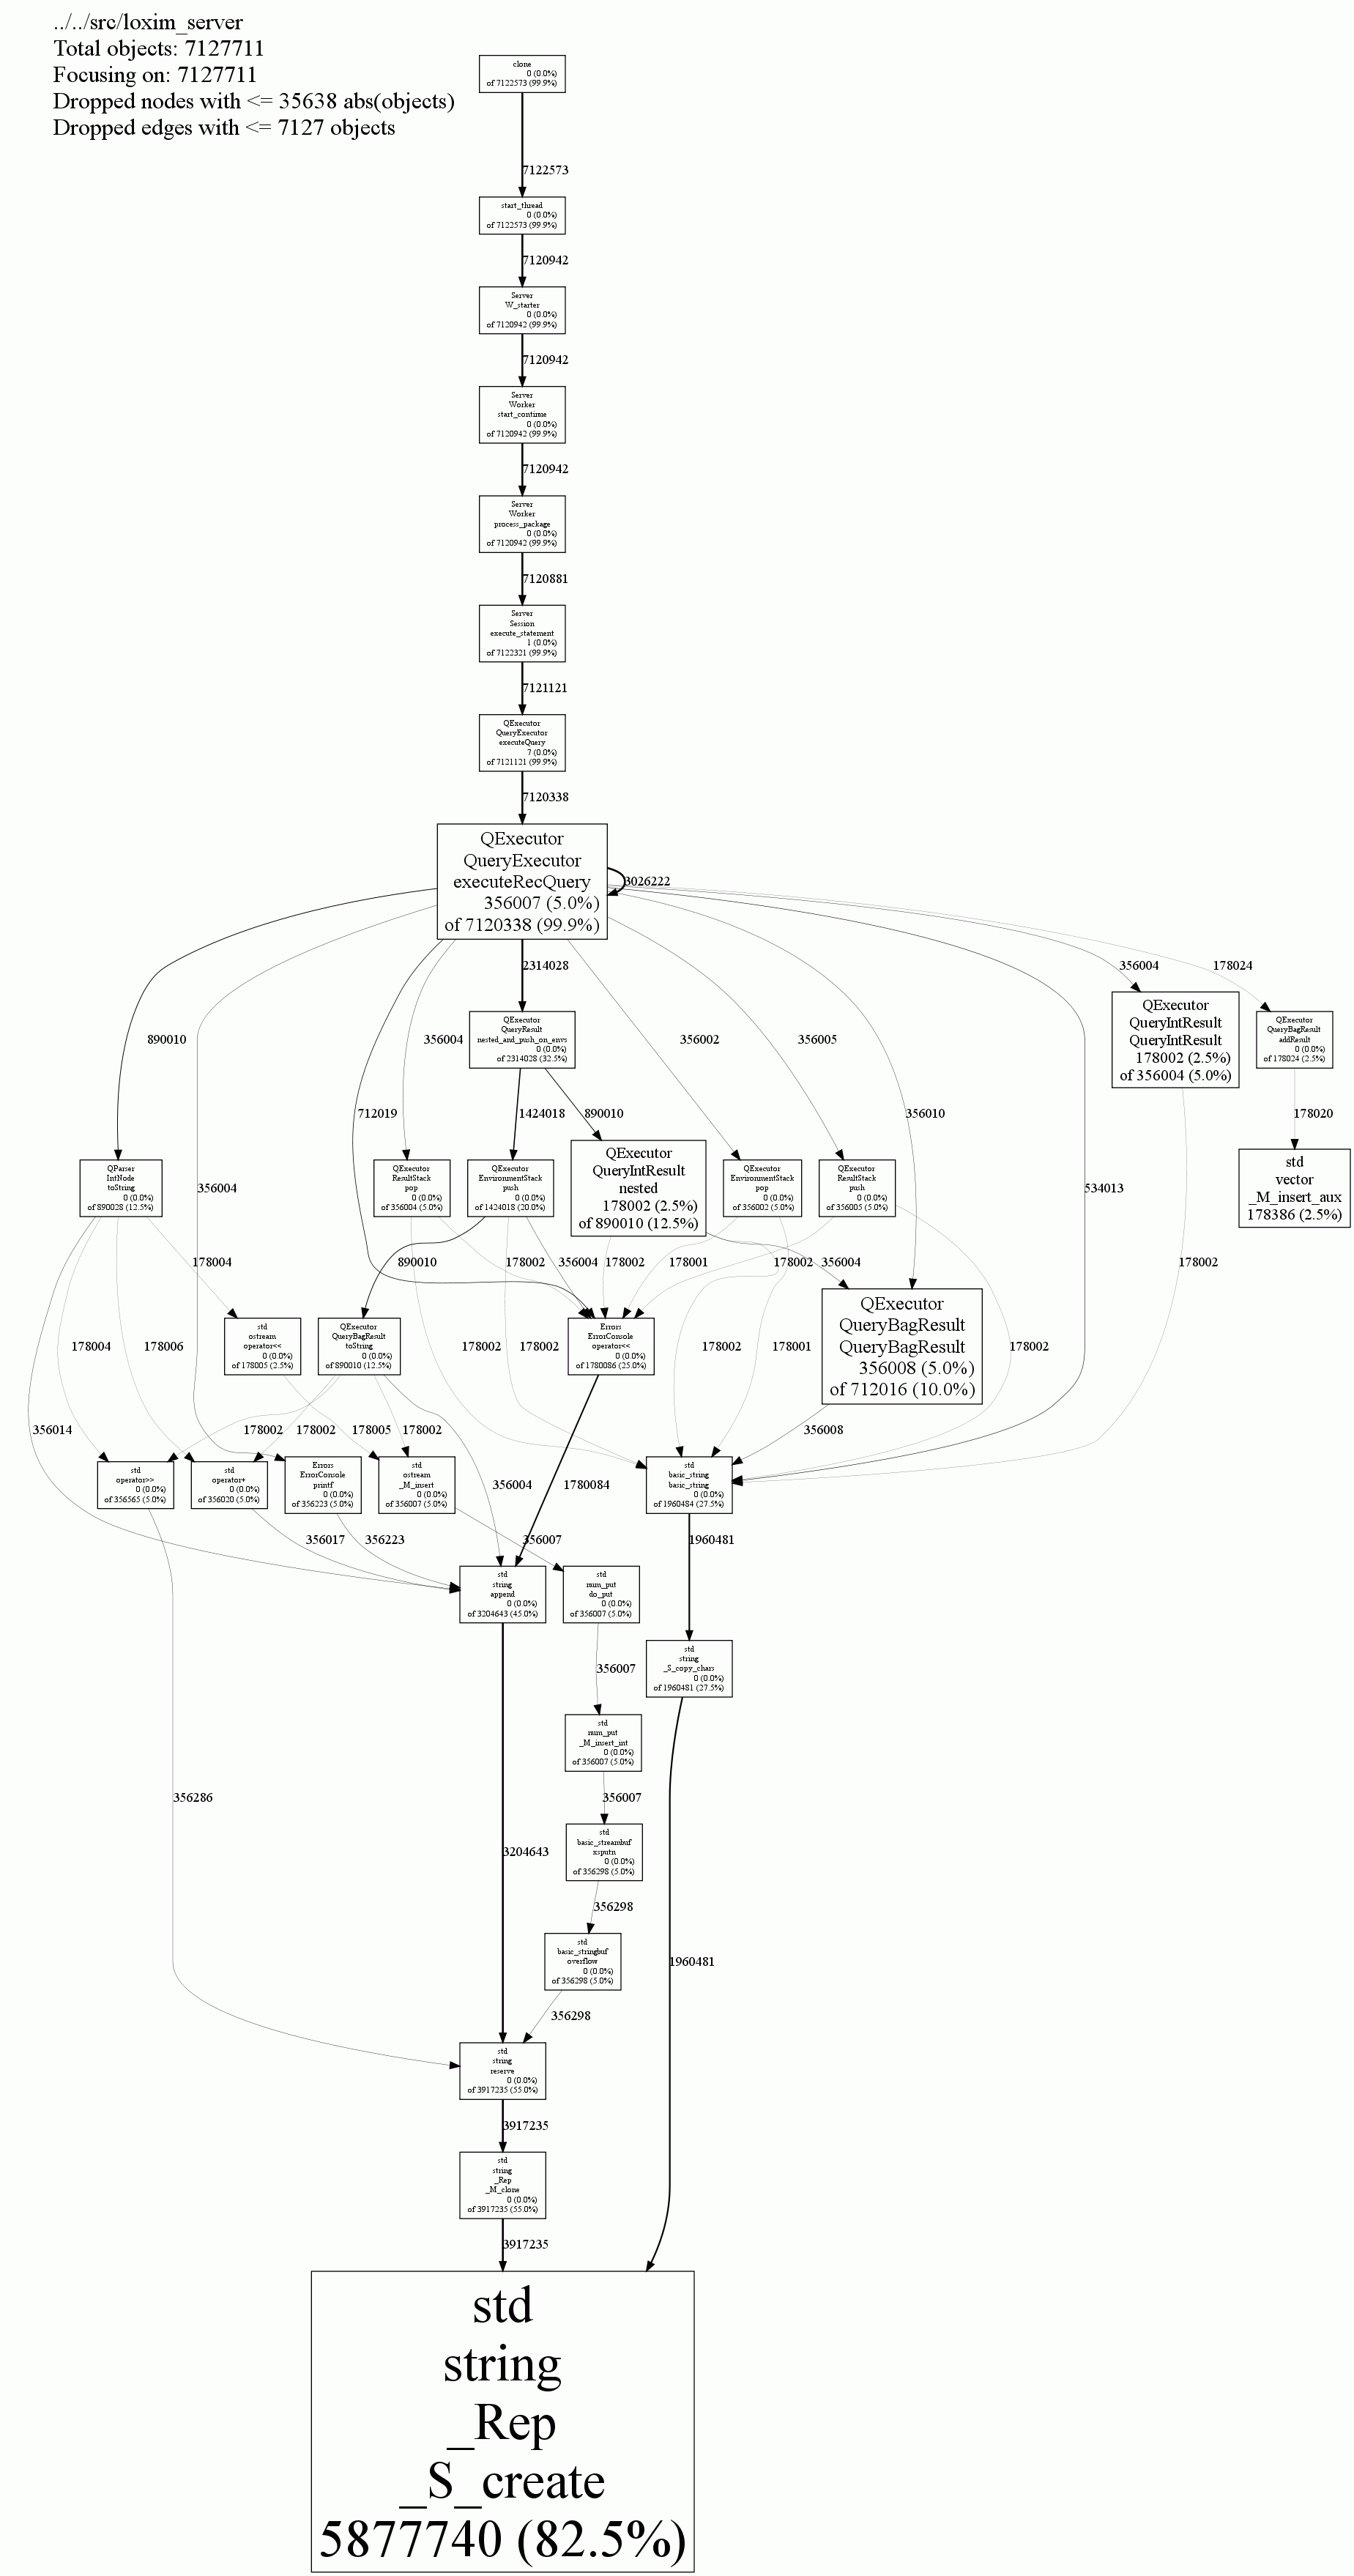 ../../src/loxim_server
Total objects: 7127711
Focusing on: 7127711
Dropped nodes with <= 35638 abs(objects)
Dropped edges with <= 7127 objects
clone
0 (0.0%)
of 7122573 (99.9%)
7122573
start_thread
0 (0.0%)
of 7122573 (99.9%)
7120942
Server
W_starter
0 (0.0%)
of 7120942 (99.9%)
7120942
Server
Worker
start_continue
0 (0.0%)
of 7120942 (99.9%)
7120942
Server
Worker
process_package
0 (0.0%)
of 7120942 (99.9%)
7120881
Server
Session
execute_statement
1 (0.0%)
of 7122321 (99.9%)
7121121
QExecutor
QueryExecutor
executeQuery
7 (0.0%)
of 7121121 (99.9%)
7120338
QExecutor
QueryExecutor
executeRecQuery
356007 (5.0%)
of 7120338 (99.9%)
3026222
2314028
356004
178024
QExecutor
QueryResult
nested_and_push_on_envs
0 (0.0%)
of 2314028 (32.5%)
QExecutor
QueryIntResult
QueryIntResult
178002 (2.5%)
of 356004 (5.0%)
QExecutor
QueryBagResult
addResult
0 (0.0%)
of 178024 (2.5%)
890010
356004
356002
356005
712019
1424018
890010
356010
178020
QParser
IntNode
toString
0 (0.0%)
of 890028 (12.5%)
356004
QExecutor
ResultStack
pop
0 (0.0%)
of 356004 (5.0%)
QExecutor
EnvironmentStack
push
0 (0.0%)
of 1424018 (20.0%)
QExecutor
QueryIntResult
nested
178002 (2.5%)
of 890010 (12.5%)
QExecutor
EnvironmentStack
pop
0 (0.0%)
of 356002 (5.0%)
QExecutor
ResultStack
push
0 (0.0%)
of 356005 (5.0%)
534013
std
vector
_M_insert_aux
178386 (2.5%)
178004
890010
178002
356004
178002
178001
178002
356004
178002
std
ostream
operator<<
0 (0.0%)
of 178005 (2.5%)
QExecutor
QueryBagResult
toString
0 (0.0%)
of 890010 (12.5%)
Errors
ErrorConsole
operator<<
0 (0.0%)
of 1780086 (25.0%)
QExecutor
QueryBagResult
QueryBagResult
356008 (5.0%)
of 712016 (10.0%)
178004
178006
178002
178002
178002
178001
178002
356014
178002
178002
178005
178002
356008
std
operator>>
0 (0.0%)
of 356565 (5.0%)
std
operator+
0 (0.0%)
of 356020 (5.0%)
Errors
ErrorConsole
printf
0 (0.0%)
of 356223 (5.0%)
std
ostream
_M_insert
0 (0.0%)
of 356007 (5.0%)
356004
1780084
std
basic_string
basic_string
0 (0.0%)
of 1960484 (27.5%)
356017
356223
356007
1960481
std
string
append
0 (0.0%)
of 3204643 (45.0%)
std
num_put
do_put
0 (0.0%)
of 356007 (5.0%)
356007
std
string
_S_copy_chars
0 (0.0%)
of 1960481 (27.5%)
std
num_put
_M_insert_int
0 (0.0%)
of 356007 (5.0%)
356286
356007
3204643
std
basic_streambuf
xsputn
0 (0.0%)
of 356298 (5.0%)
356298
std
basic_stringbuf
overflow
0 (0.0%)
of 356298 (5.0%)
1960481
356298
std
string
reserve
0 (0.0%)
of 3917235 (55.0%)
3917235
std
string
_Rep
_M_clone
0 (0.0%)
of 3917235 (55.0%)
3917235
std
string
_Rep
_S_create
5877740 (82.5%)